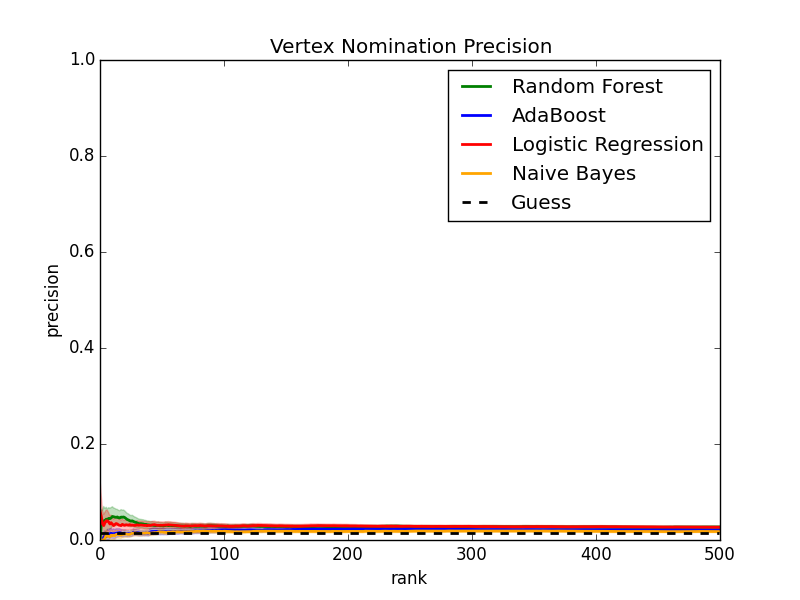 Vertex Nomination Precision
1.0
0.8
0.6
0.4
0.2
0.0
precision
Random Forest
AdaBoost
Logistic Regression
Naive Bayes
Guess
0 100 200 300 400 500
rank